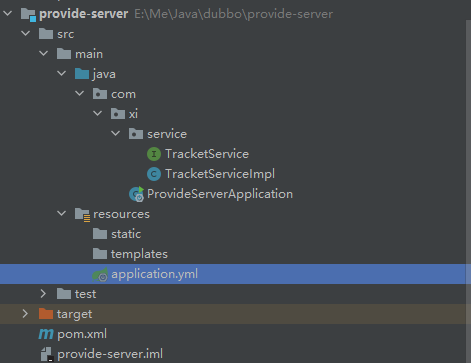 provide-server E:\Me\Java\dubbo\provide-server
src
main
java
com
xi
service
I TracketService
C TracketServiceImpl
ProvideServerApplication
resources
static
templates
application.yml
test
target
m pom.xml
provide-server.iml